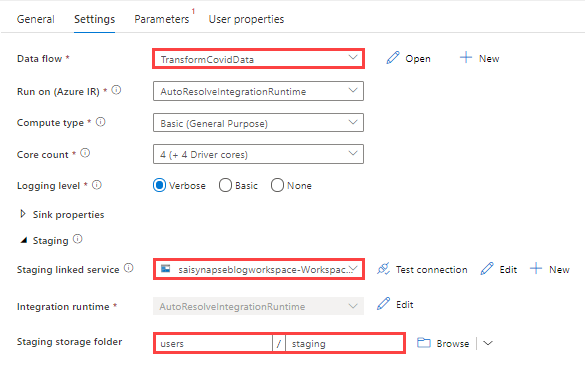 General Settings Parameters 1 User properties
Data flow * TransformCovidData Open + New
Run on (Azure IR) * AutoResolveIntegrationRuntime
Compute type * Basic (General Purpose)
Core count * 4 (+ 4 Driver cores)
Logging level * Verbose Basic None
Sink properties
Staging
Staging linked service saisynapseblogworkspace-Workspac... Test connection Edit + New
Integration runtime * AutoResolveIntegrationRuntime Edit
Staging storage folder users / staging Browse